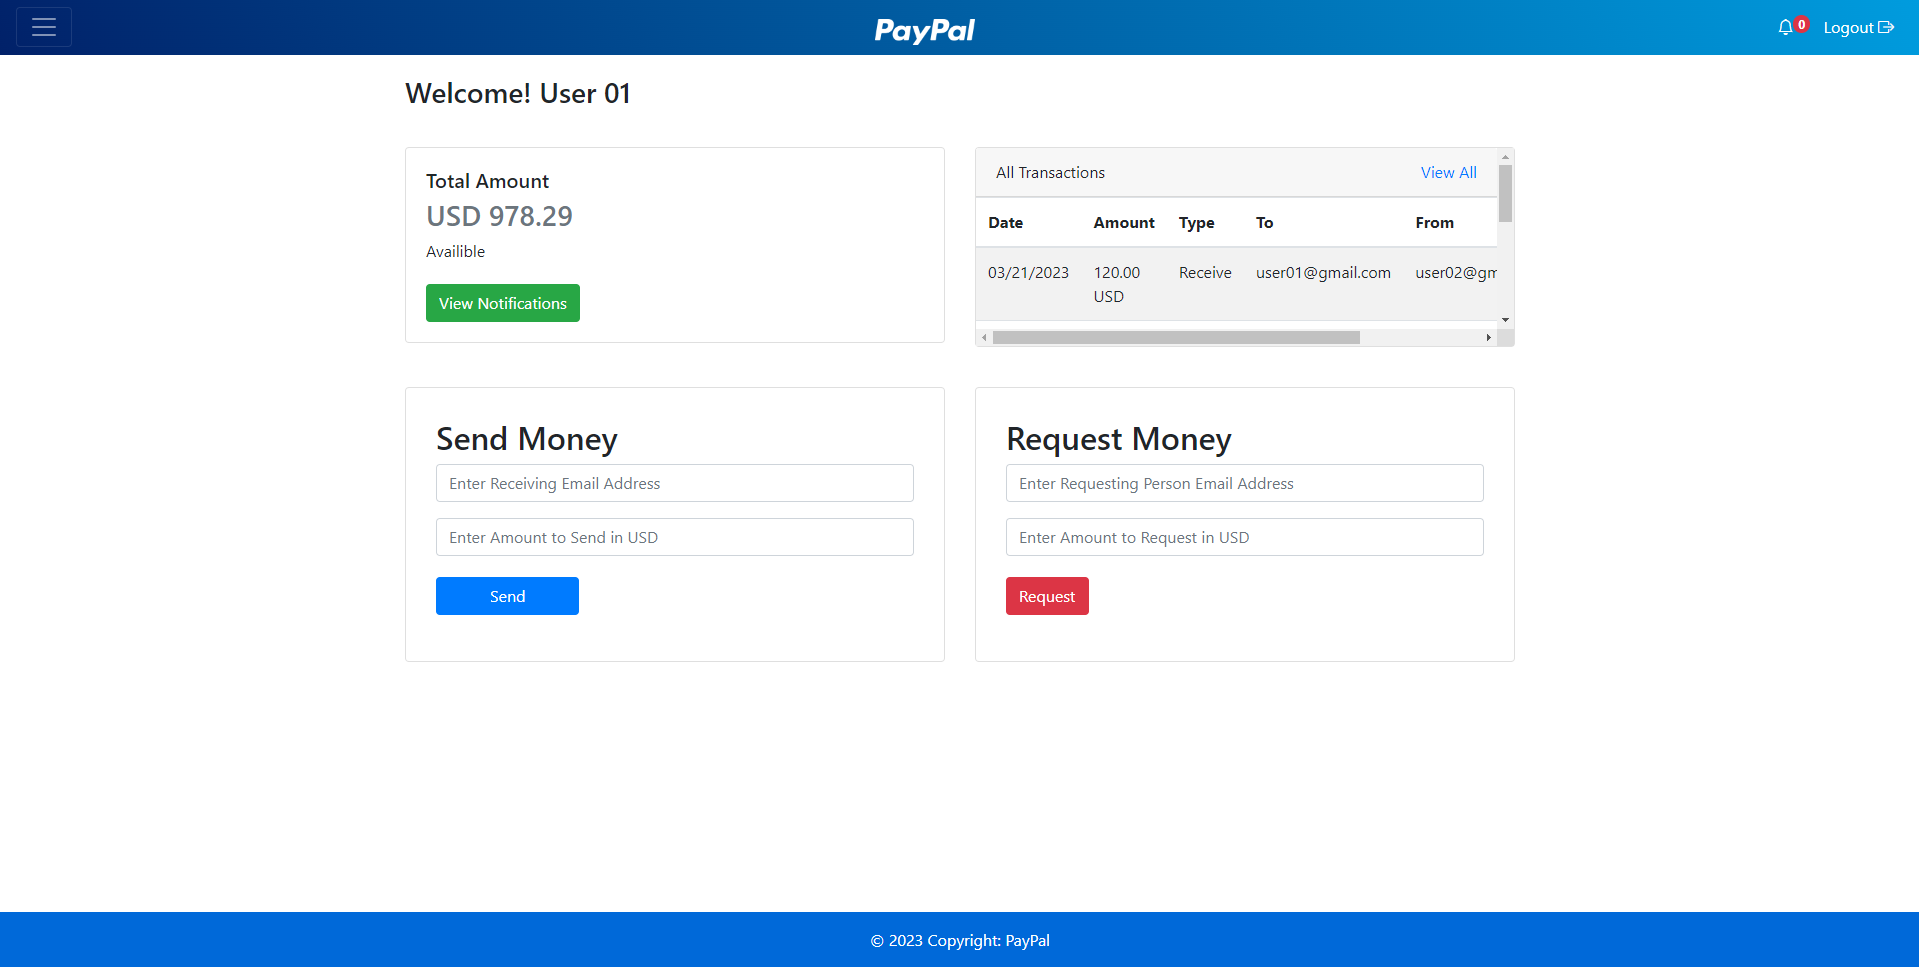 PayPal
0
Logout
Welcome! User 01
Total Amount
USD 978.29
Availible
View Notifications
All Transactions View All
Date Amount Type To From
03/21/2023 120.00 Receive user01@gmail.com user02@gm
USD
Send Money
Enter Receiving Email Address
Enter Amount to Send in USD
Send
Request Money
Enter Requesting Person Email Address
Enter Amount to Request in USD
Request
© 2023 Copyright: PayPal